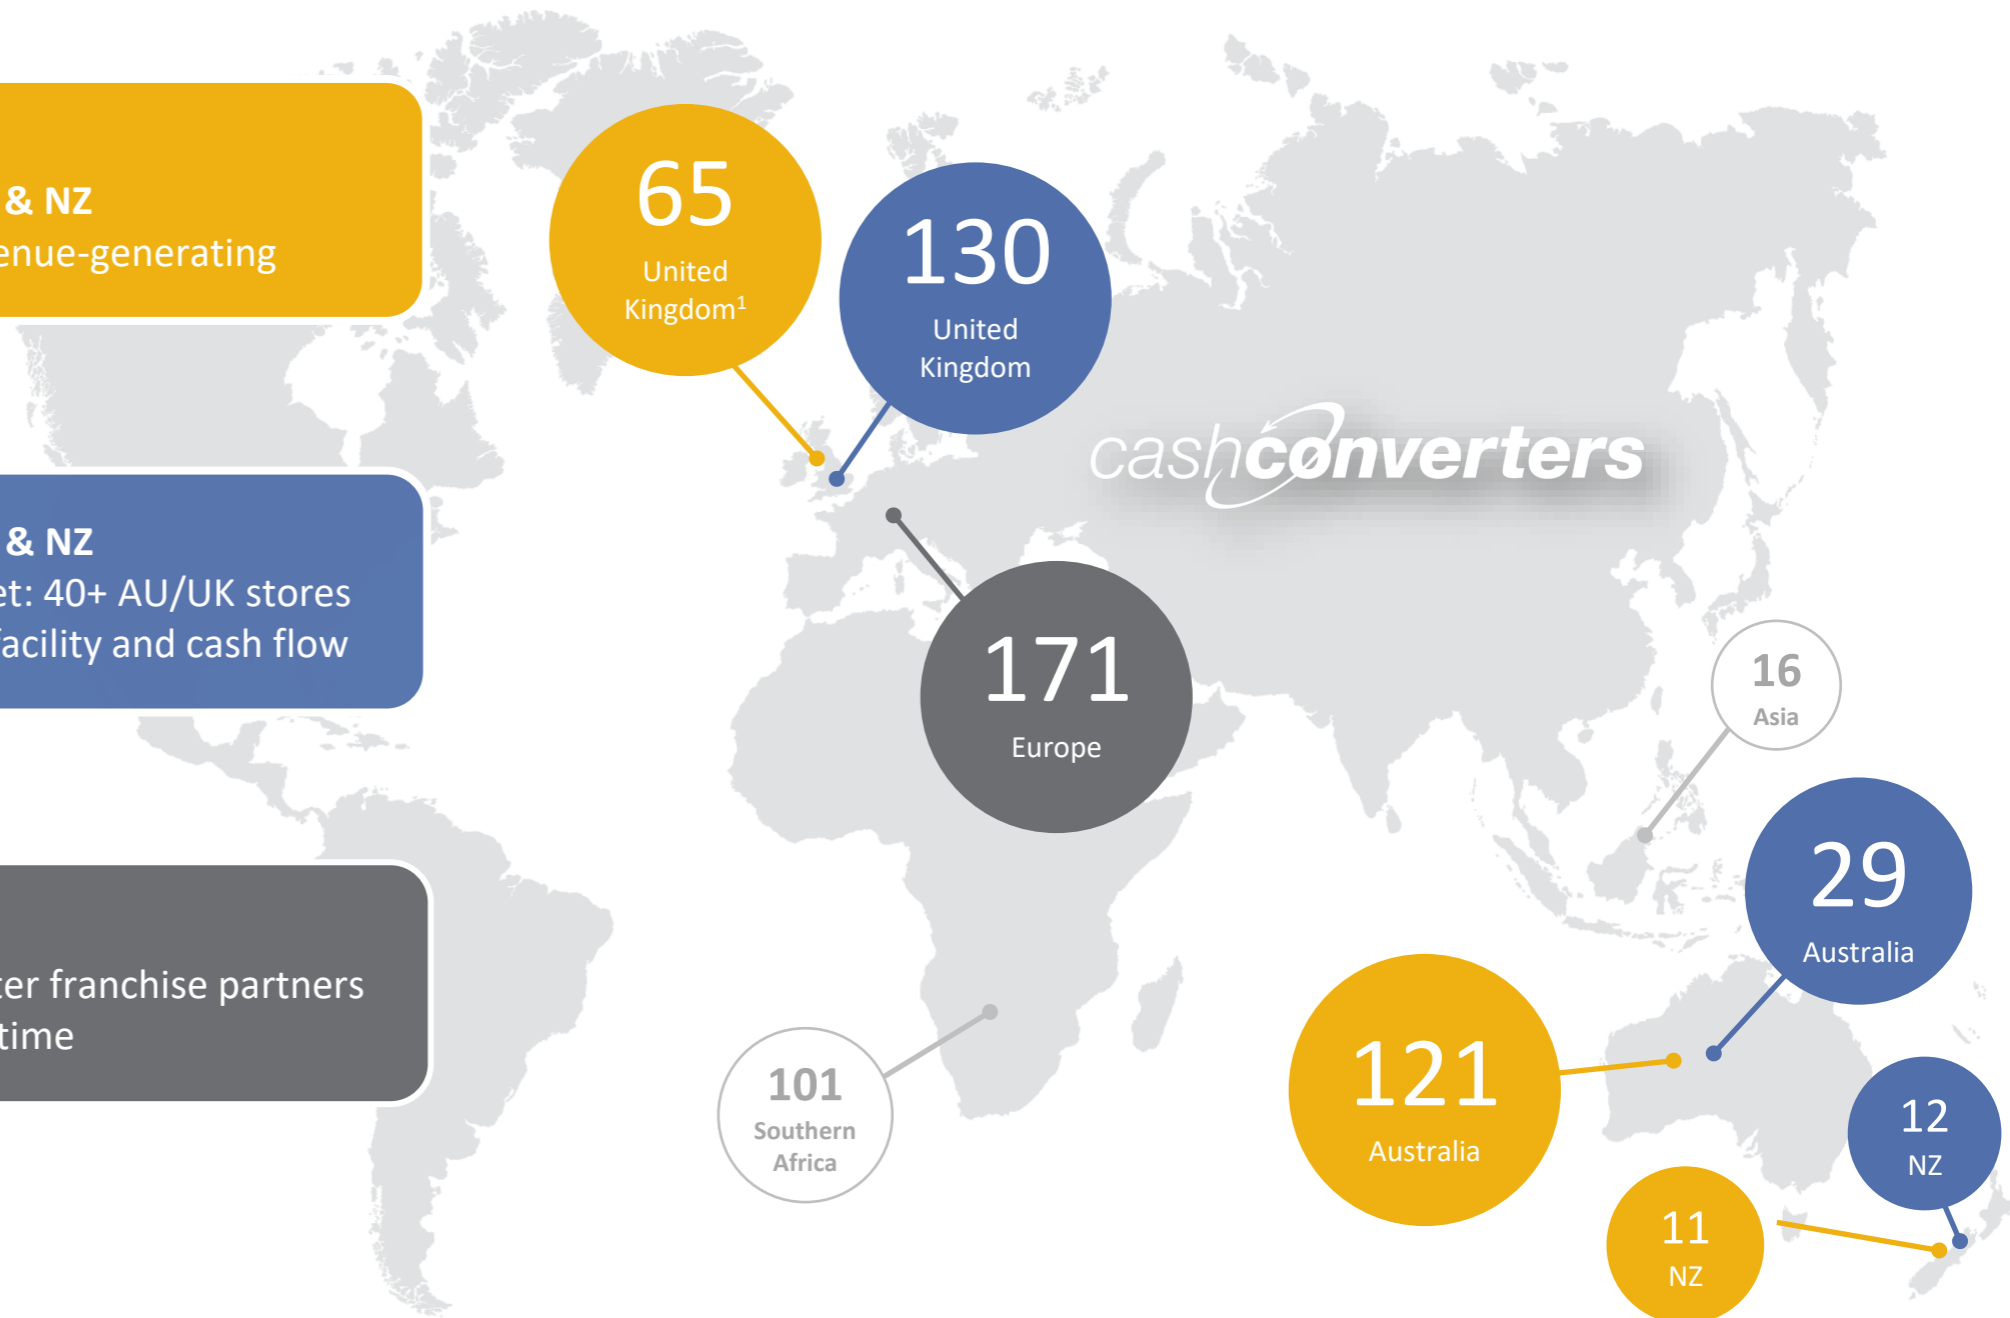 & NZ
enue-generating
& NZ
et: 40+ AU/UK stores
facility and cash flow
ter franchise partners
time
65
United
Kingdom¹
130
United
Kingdom
cashconverters
171
Europe
16
Asia
29
Australia
101
Southern
Africa
121
Australia
12
NZ
11
NZ